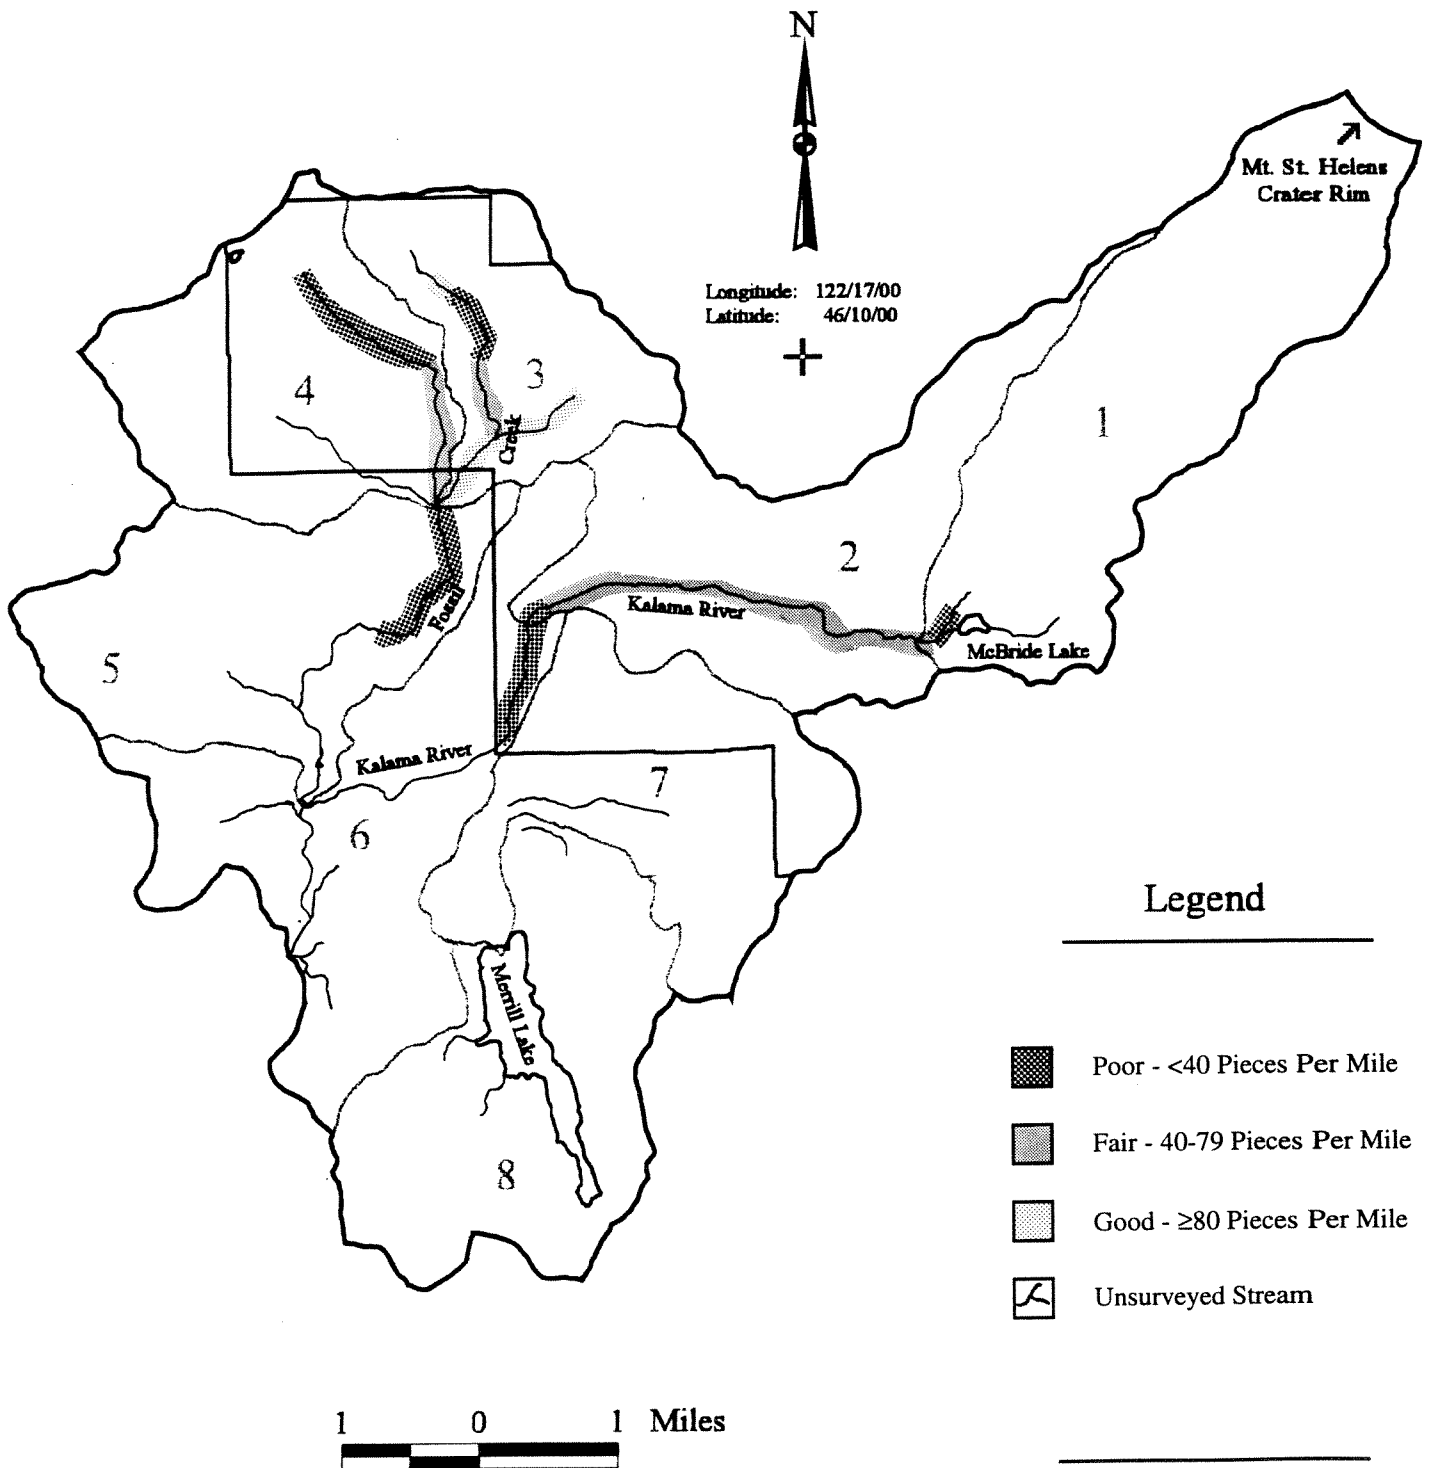 N
Mt. St. Helens
Crater Rim
Longitude: 122/17/00
Latitude: 46/10/00
3
4
Creek
1
2
Kalama River
Fossil
McBride Lake
5
Kalama River
7
6
Merrill Lake
8
Legend
Poor - <40 Pieces Per Mile
Fair - 40-79 Pieces Per Mile
Good - ≥80 Pieces Per Mile
Unsurveyed Stream
1 0 1 Miles